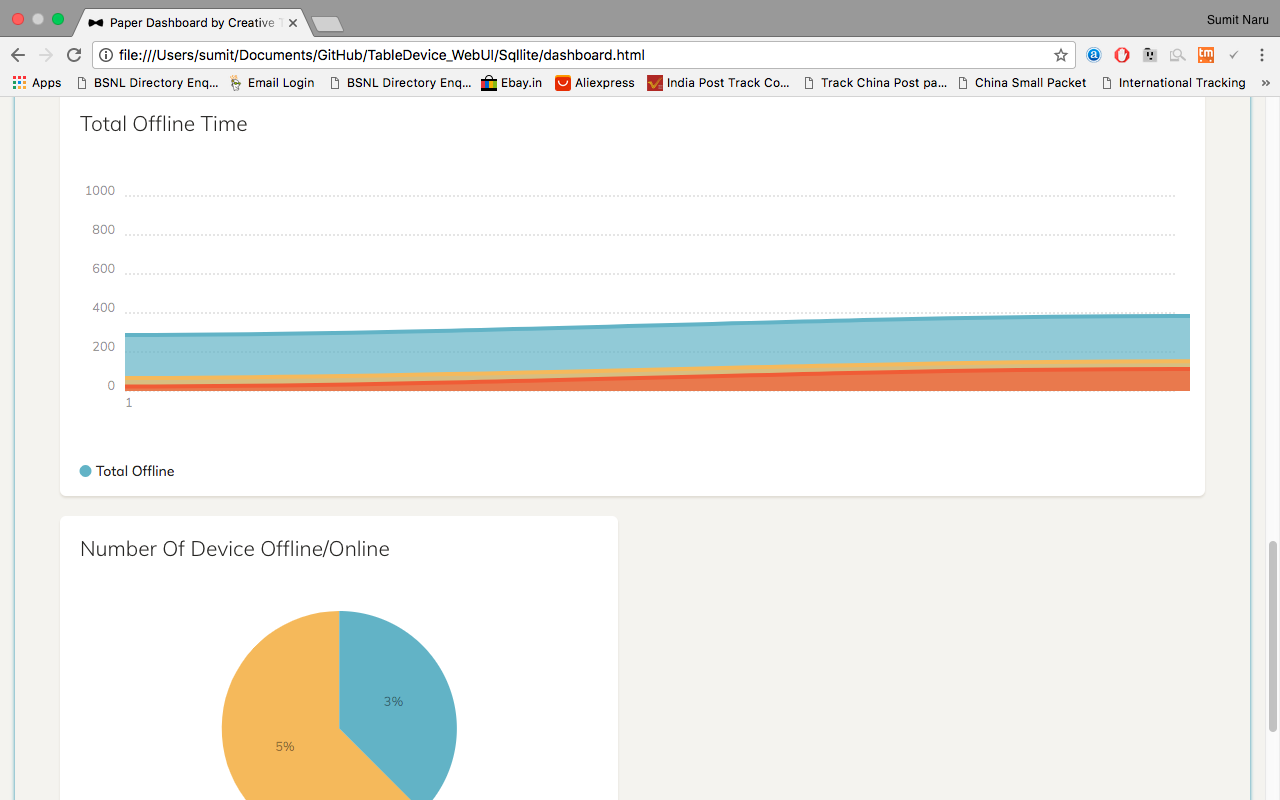 Paper Dashboard by Creative T
Sumit Naru
file:///Users/sumit/Documents/GitHub/TableDevice_WebUI/Sqllite/dashboard.html
Apps BSNL Directory Enq... Email Login BSNL Directory Enq... Ebay.in Aliexpress India Post Track Co... Track China Post pa... China Small Packet International Tracking »
Total Offline Time
1000
800
600
400
200
0
1
Total Offline
Number Of Device Offline/Online
3%
5%